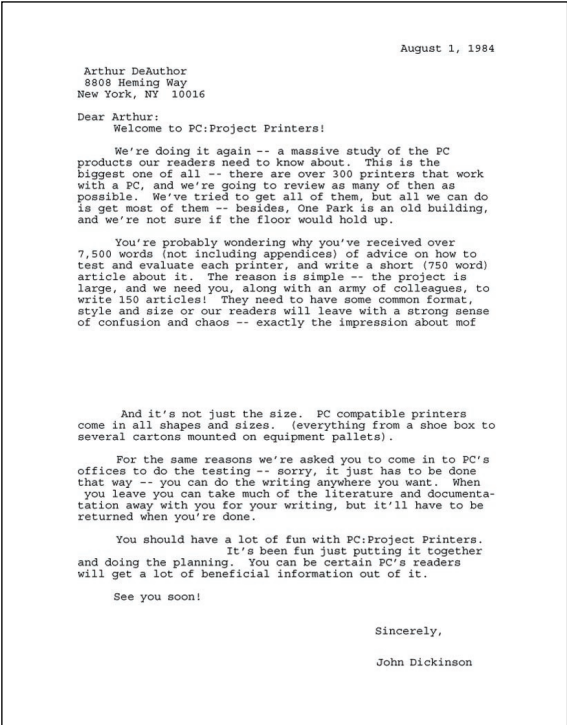 August 1, 1984
Arthur DeAuthor
8808 Heming Way
New York, NY  10016
Dear Arthur:
Welcome to PC:Project Printers!
We're doing it again -- a massive study of the PC
products our readers need to know about.  This is the
biggest one of all -- there are over 300 printers that work
with a PC, and we're going to review as many of then as
possible.  We've tried to get all of them, but all we can do
is get most of them -- besides, One Park is an old building,
and we're not sure if the floor would hold up.
You're probably wondering why you've received over
7,500 words (not including appendices) of advice on how to
test and evaluate each printer, and write a short (750 word)
article about it.  The reason is simple -- the project is
large, and we need you, along with an army of colleagues, to
write 150 articles!  They need to have some common format,
style and size or our readers will leave with a strong sense
of confusion and chaos -- exactly the impression about mof
And it's not just the size.  PC compatible printers
come in all shapes and sizes.  (everything from a shoe box to
several cartons mounted on equipment pallets).
For the same reasons we're asked you to come in to PC's
offices to do the testing -- sorry, it just has to be done
that way -- you can do the writing anywhere you want.  When
you leave you can take much of the literature and documenta-
tation away with you for your writing, but it'll have to be
returned when you're done.
You should have a lot of fun with PC:Project Printers.
It's been fun just putting it together
and doing the planning.  You can be certain PC's readers
will get a lot of beneficial information out of it.
See you soon!
Sincerely,
John Dickinson